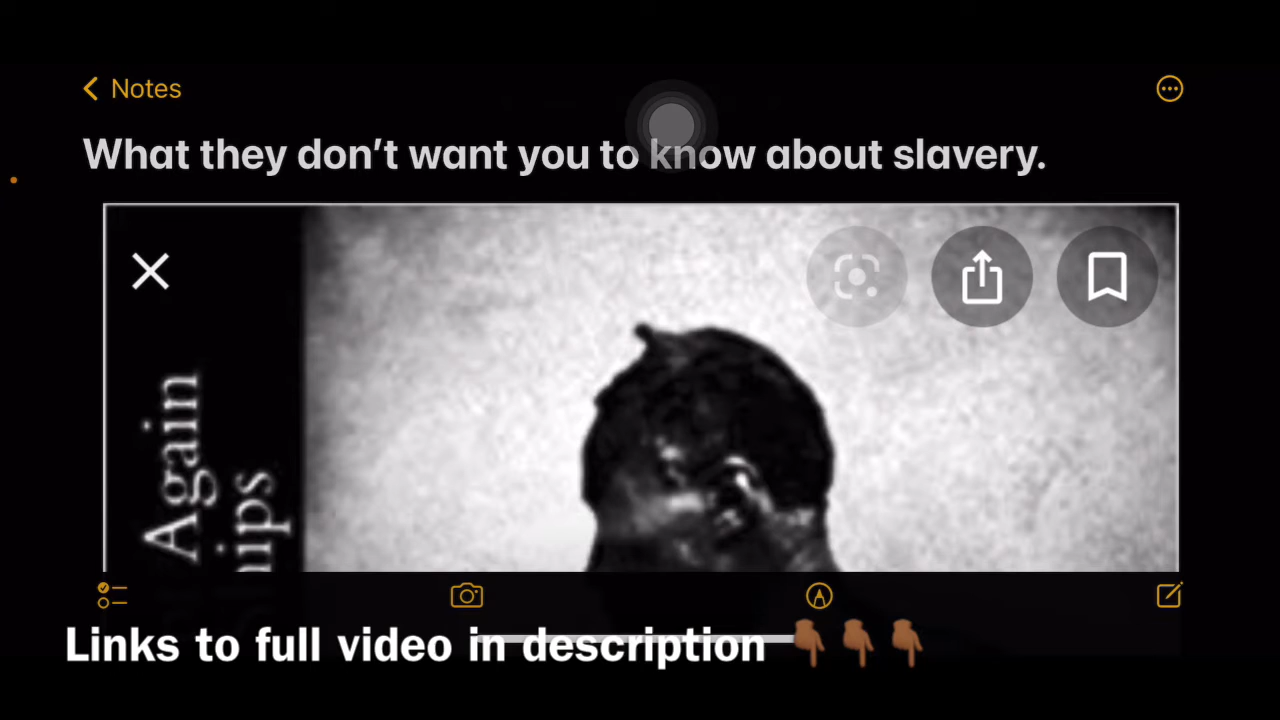 Notes
What they don't want you to know about slavery.
Again
Links to full video in description 👇🏾👇🏾👇🏾